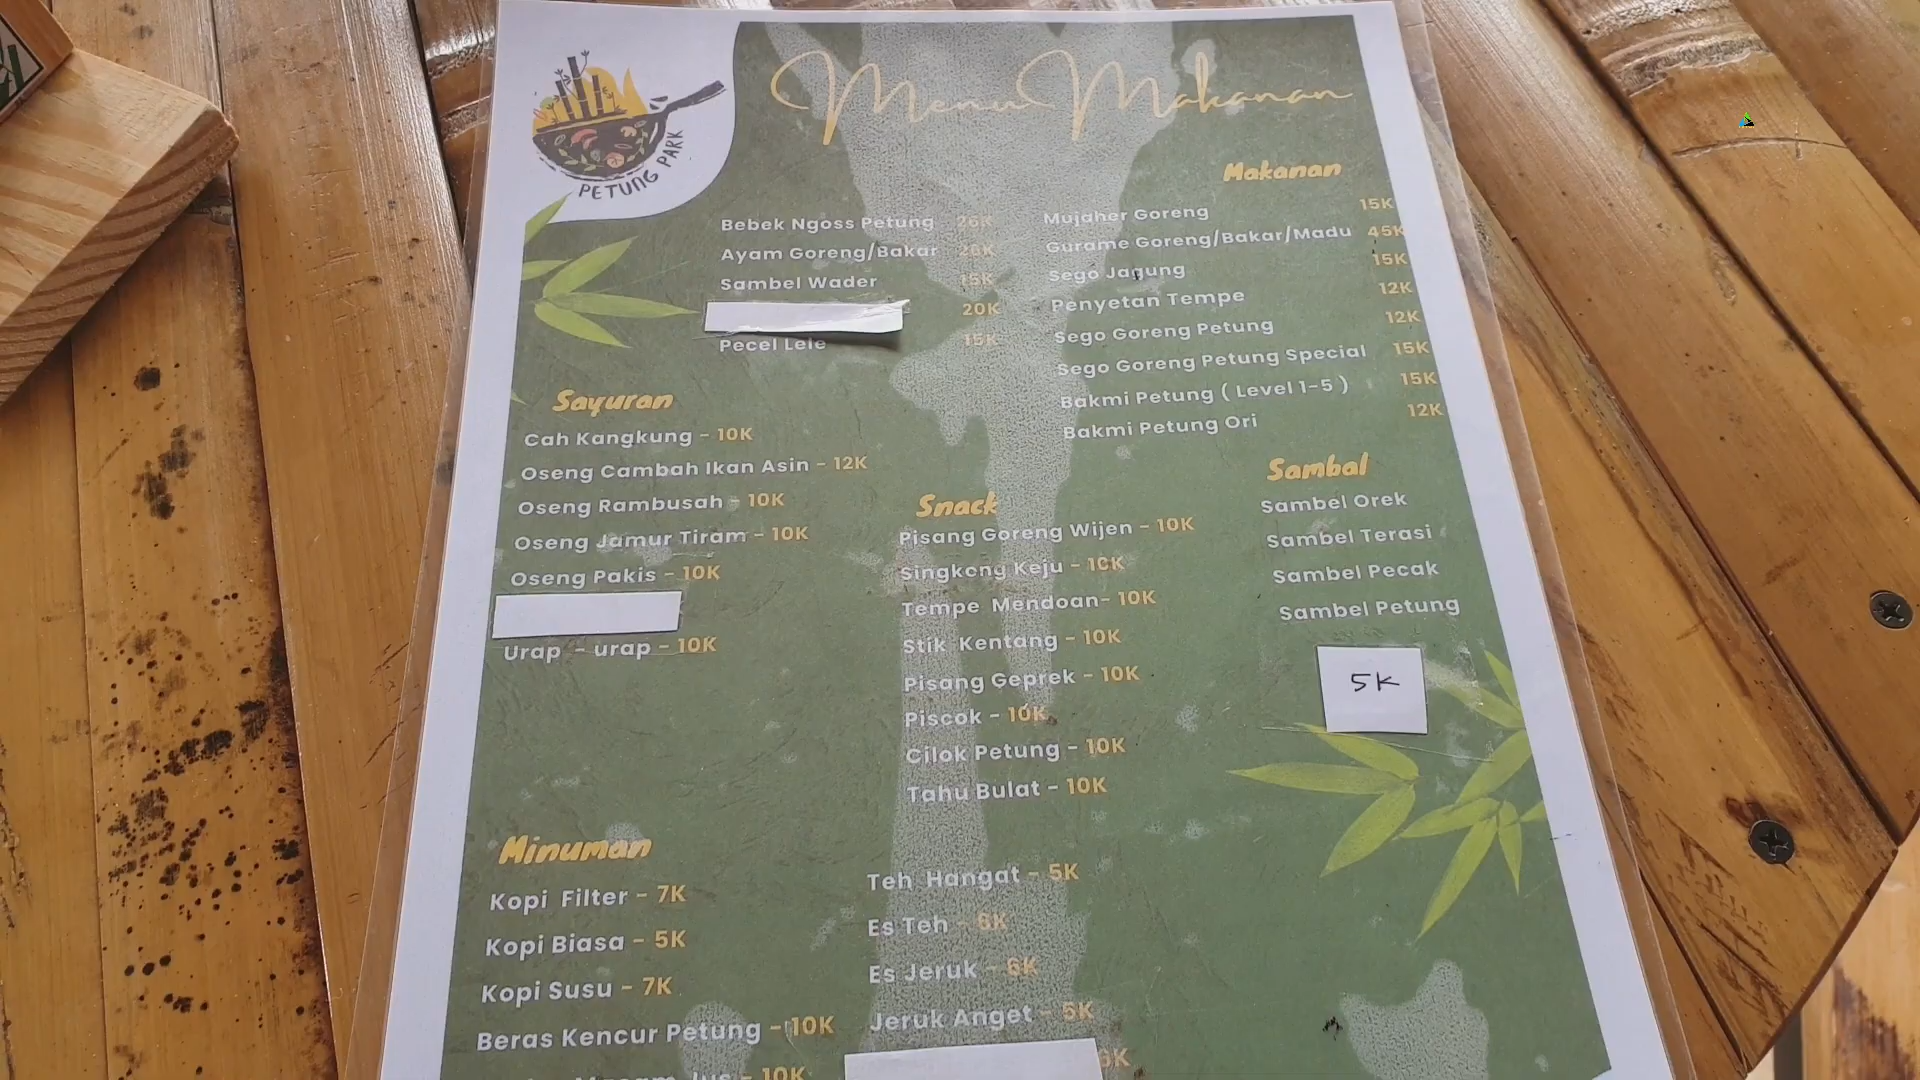 PETUNG PARK
Menu Makanan
Makanan
Bebek Ngoss Petung 26K
Ayam Goreng/Bakar 26K
Sambel Wader 15K
20K
Pecel Lele 15K
Mujaher Goreng 15K
Gurame Goreng/Bakar/Madu 45K
Sego Jagung 15K
Penyetan Tempe 12K
Sego Goreng Petung 12K
Sego Goreng Petung Special 15K
Bakmi Petung ( Level 1-5 ) 15K
Bakmi Petung Ori 12K
Sayuran
Cah Kangkung - 10K
Oseng Cambah Ikan Asin - 12K
Oseng Rambusah - 10K
Oseng Jamur Tiram - 10K
Oseng Pakis - 10K
Urap - urap - 10K
Snack
Pisang Goreng Wijen - 10K
Singkong Keju - 10K
Tempe Mendoan- 10K
Stik Kentang - 10K
Pisang Geprek - 10K
Piscok - 10K
Cilok Petung - 10K
Tahu Bulat - 10K
Sambal
Sambel Orek
Sambel Terasi
Sambel Pecak
Sambel Petung
5K
Minuman
Kopi Filter - 7K
Kopi Biasa - 5K
Kopi Susu - 7K
Beras Kencur Petung - 10K
Jus - 10K
Teh Hangat - 5K
Es Teh - 6K
Es Jeruk - 6K
Jeruk Anget - 5K
6K